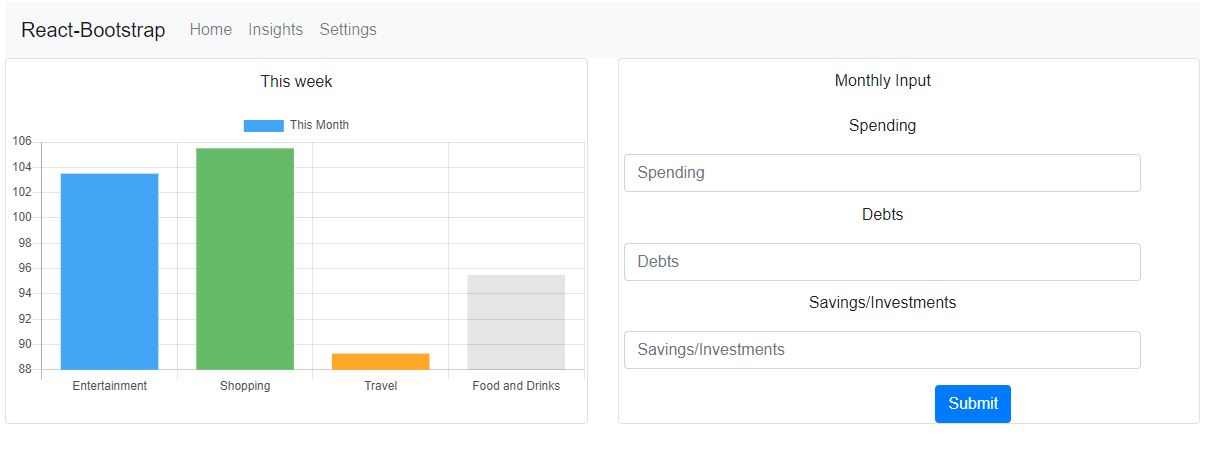 React-Bootstrap Home Insights Settings
This week
This Month
106
104
102
100
98
96
94
92
90
88
Entertainment Shopping Travel Food and Drinks
Monthly Input
Spending
Spending
Debts
Debts
Savings/Investments
Savings/Investments
Submit